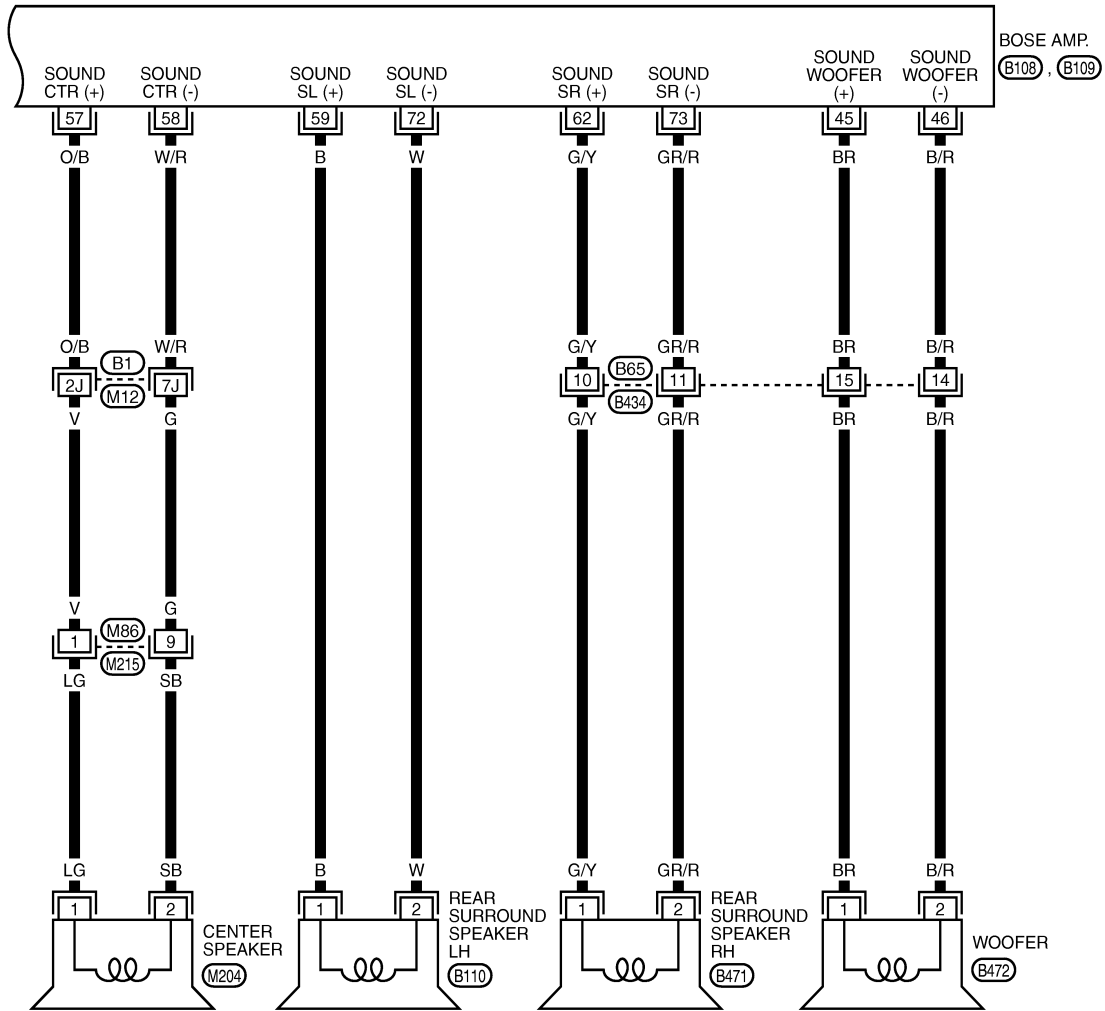 BOSE AMP.
B108 , B109
SOUND CTR (+)
SOUND CTR (-)
SOUND SL (+)
SOUND SL (-)
SOUND SR (+)
SOUND SR (-)
SOUND WOOFER (+)
SOUND WOOFER (-)
57 58 59 72 62 73 45 46
O/B W/R B W G/Y GR/R BR B/R
O/B W/R G/Y GR/R BR B/R
B1 B65
2J 7J 10 11 15 14
M12 B434
V G G/Y GR/R BR B/R
V G
M86
1 9
M215
LG SB
LG SB B W G/Y GR/R BR B/R
1 2 1 2 1 2 1 2
CENTER
SPEAKER
M204
REAR
SURROUND
SPEAKER
LH
B110
REAR
SURROUND
SPEAKER
RH
B471
WOOFER
B472